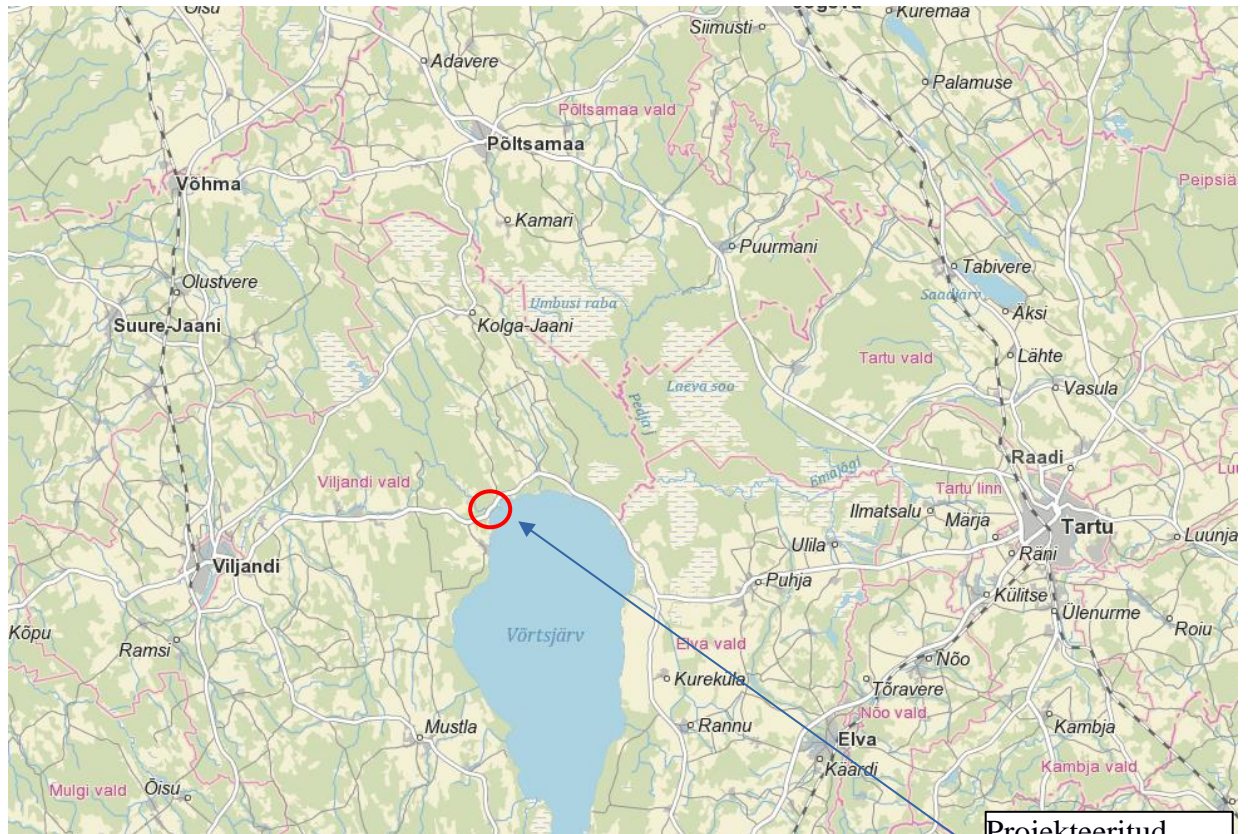 Oisu
Kuremaa
Siimusti
Adavere
Palamuse
Põltsamaa vald
Põltsamaa
Võhma
Kamari
Puurmani
Olustvere
Tabivere
Umbusi raba
Saadjärv
Äksi
Suure-Jaani
Kolga-Jaani
Lähte
Tartu vald
Laeva soo
Vasula
Pedja j
Raadi
Emajõgi
Viljandi vald
Tartu linn
Ilmatsalu
Märja
Tartu
Ulila
Luunja
Räni
Viljandi
Puhja
Külitse
Ülenurme
Kõpu
Võrtsjärv
Roiu
Ramsi
Elva vald
Nõo
Kureküla
Tõravere
Nõo vald
Mustla
Rannu
Kambja
Elva
Käärdi
Kambja vald
Mulgi vald
Õisu
Projekteeritud